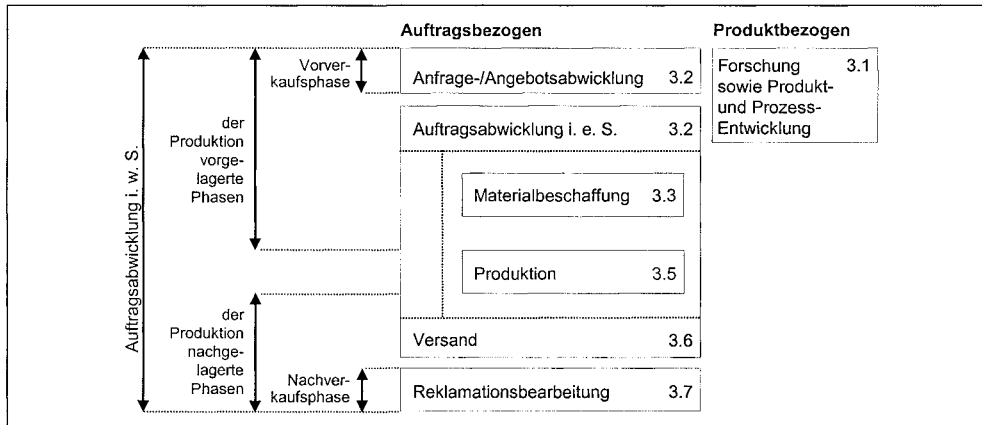 Auftragsbezogen
Produktbezogen
Auftragsabwicklung i. w. S.
der
Produktion
vorge-
lagerte
Phasen
Vorver-
kaufsphase
Anfrage-/Angebotsabwicklung 3.2
Forschung 3.1
sowie Produkt-
und Prozess-
Entwicklung
Auftragsabwicklung i. e. S. 3.2
Materialbeschaffung 3.3
Produktion 3.5
der
Produktion
nachge-
lagerte
Phasen
Versand 3.6
Nachver-
kaufsphase
Reklamationsbearbeitung 3.7